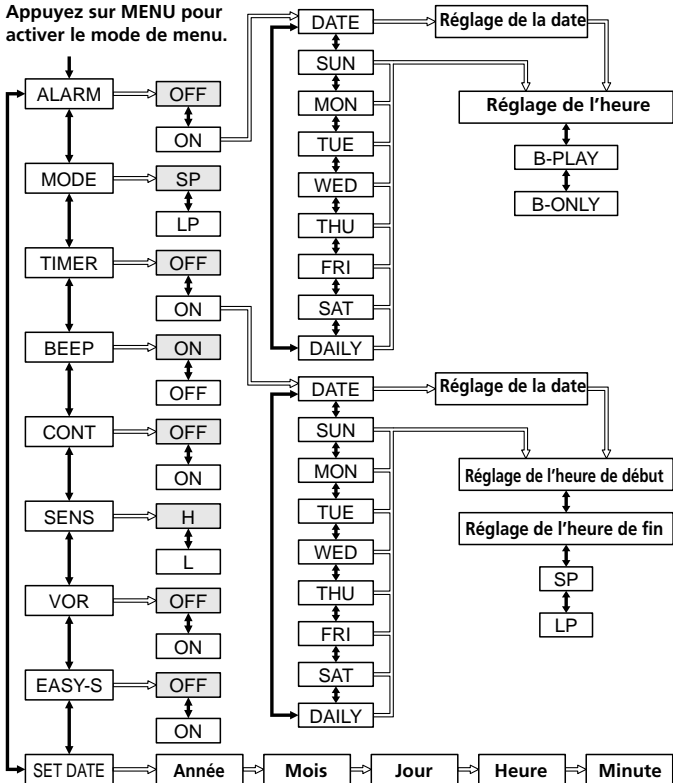 Appuyez sur MENU pour
activer le mode de menu.
ALARM
OFF
ON
MODE
SP
LP
TIMER
OFF
ON
BEEP
ON
OFF
CONT
OFF
ON
SENS
H
L
VOR
OFF
ON
EASY-S
OFF
ON
SET DATE
Année
Mois
Jour
Heure
Minute
DATE
SUN
MON
TUE
WED
THU
FRI
SAT
DAILY
Réglage de la date
Réglage de l'heure
B-PLAY
B-ONLY
DATE
SUN
MON
TUE
WED
THU
FRI
SAT
DAILY
Réglage de la date
Réglage de l'heure de début
Réglage de l'heure de fin
SP
LP